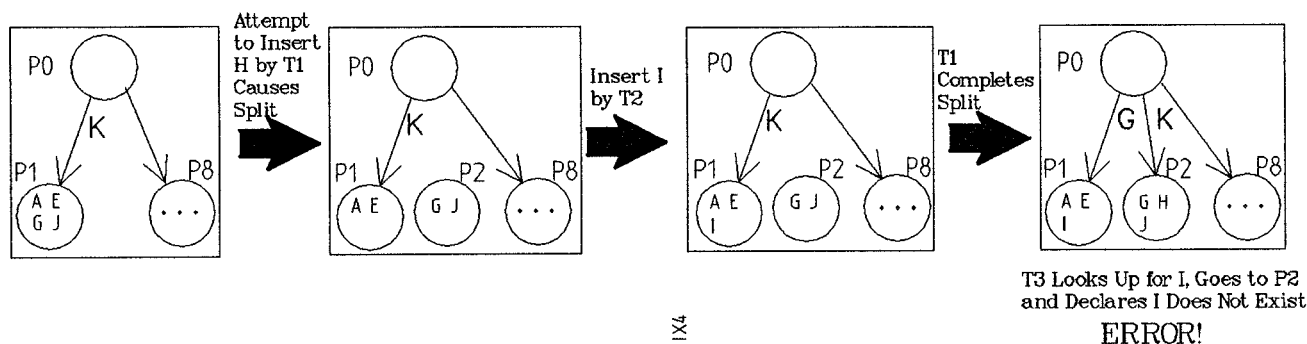 Attempt
to Insert
H by T1
Causes
Split
Insert I
by T2
T1
Completes
Split
P0
K
P1
P8
A E
G J
...
P0
K
P1
P2
P8
A E
G J
...
P0
K
P1
P2
P8
A E
I
G J
...
P0
G K
P1
P2
P8
A E
I
G H
J
...
T3 Looks Up for I, Goes to P2
and Declares I Does Not Exist
ERROR!
IX4